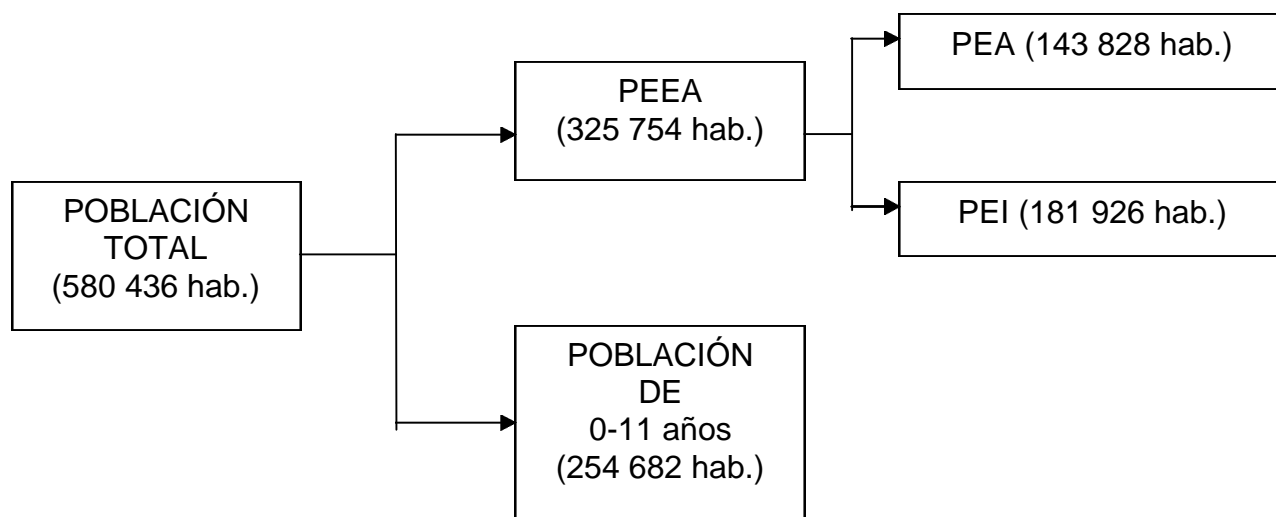 POBLACIÓN
TOTAL
(580 436 hab.)
PEEA
(325 754 hab.)
POBLACIÓN
DE
0-11 años
(254 682 hab.)
PEA (143 828 hab.)
PEI (181 926 hab.)